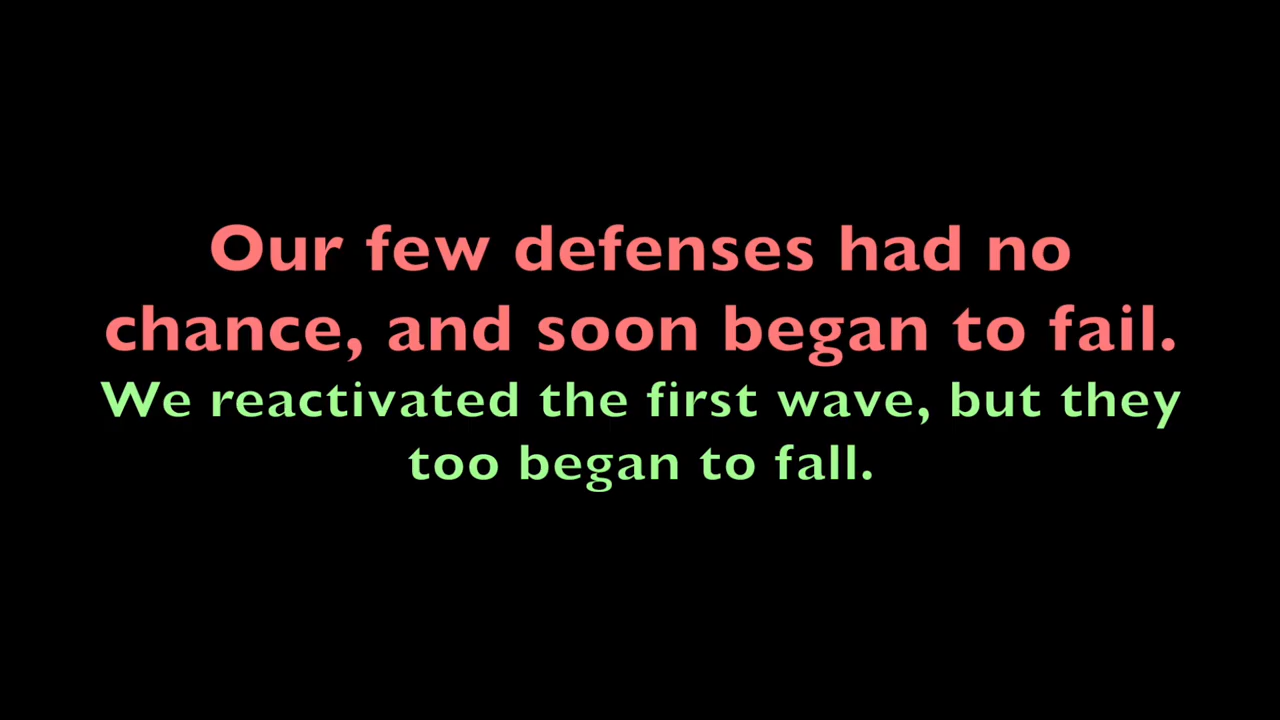 Our few defenses had no
chance, and soon began to fail.
We reactivated the first wave, but they
too began to fall.